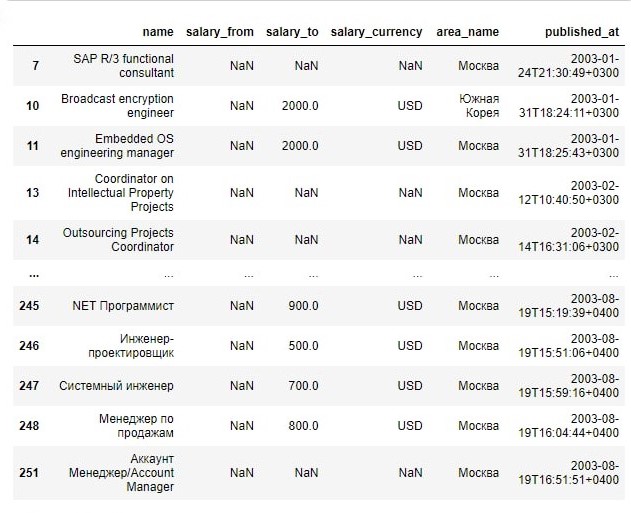 name salary_from salary_to salary_currency area_name published_at
7 SAP R/3 functional consultant NaN NaN NaN Москва 2003-01-24T21:30:49+0300
10 Broadcast encryption engineer NaN 2000.0 USD Южная Корея 2003-01-31T18:24:11+0300
11 Embedded OS engineering manager NaN 2000.0 USD Москва 2003-01-31T18:25:43+0300
13 Coordinator on Intellectual Property Projects NaN NaN NaN Москва 2003-02-12T10:40:50+0300
14 Outsourcing Projects Coordinator NaN NaN NaN Москва 2003-02-14T16:31:06+0300
... ... ... ... ... ... ...
245 NET Программист NaN 900.0 USD Москва 2003-08-19T15:19:39+0400
246 Инженер-проектировщик NaN 500.0 USD Москва 2003-08-19T15:51:06+0400
247 Системный инженер NaN 700.0 USD Москва 2003-08-19T15:59:16+0400
248 Менеджер по продажам NaN 800.0 USD Москва 2003-08-19T16:04:44+0400
251 Аккаунт Менеджер/Account Manager NaN NaN NaN Москва 2003-08-19T16:51:51+0400